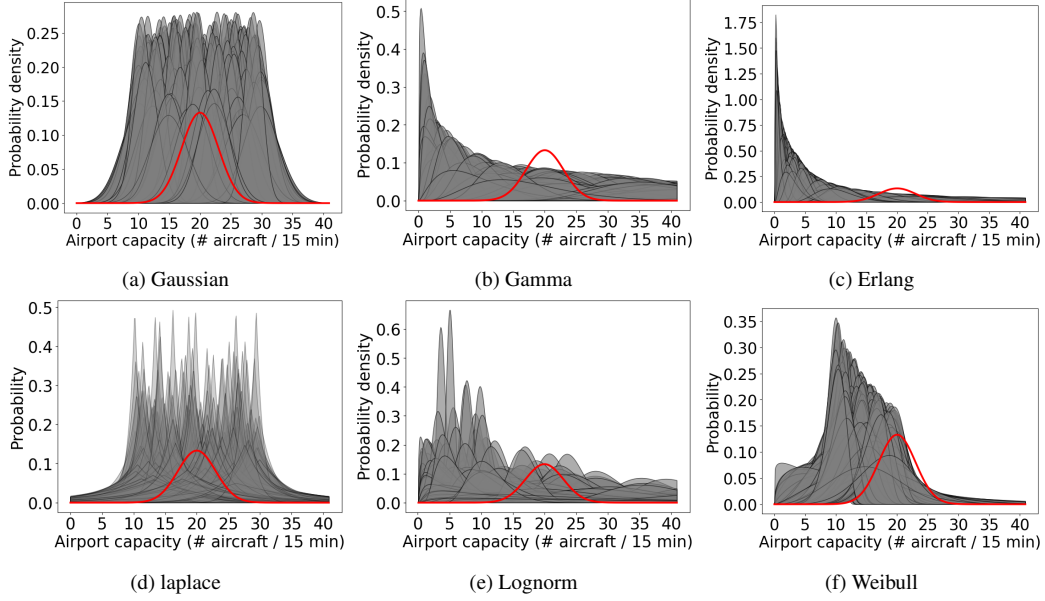 Probability density
0.25
0.20
0.15
0.10
0.05
0.00
0 5 10 15 20 25 30 35 40
Airport capacity (# aircraft / 15 min)
(a) Gaussian
Probability density
0.5
0.4
0.3
0.2
0.1
0.0
0 5 10 15 20 25 30 35 40
Airport capacity (# aircraft / 15 min)
(b) Gamma
Probability density
1.75
1.50
1.25
1.00
0.75
0.50
0.25
0.00
0 5 10 15 20 25 30 35 40
Airport capacity (# aircraft / 15 min)
(c) Erlang
Probability
0.5
0.4
0.3
0.2
0.1
0.0
0 5 10 15 20 25 30 35 40
Airport capacity (# aircraft / 15 min)
(d) laplace
Probability density
0.6
0.5
0.4
0.3
0.2
0.1
0.0
0 5 10 15 20 25 30 35 40
Airport capacity (# aircraft / 15 min)
(e) Lognorm
Probability density
0.35
0.30
0.25
0.20
0.15
0.10
0.05
0.00
0 5 10 15 20 25 30 35 40
Airport capacity (# aircraft / 15 min)
(f) Weibull